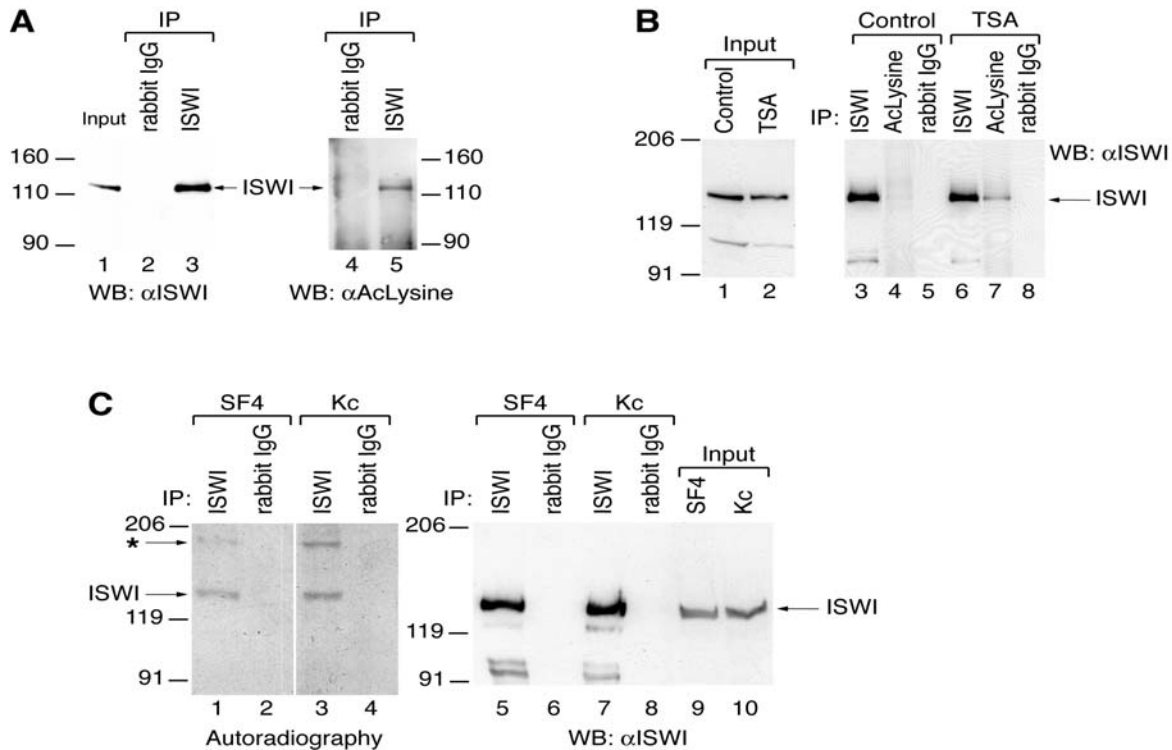 A
IP
rabbit IgG
ISWI
Input
160
110
90
1 2 3
WB: αISWI
ISWI
IP
rabbit IgG
ISWI
160
110
90
4 5
WB: αAcLysine
B
Input
Control
TSA
206
119
91
1 2
Control TSA
IP: ISWI AcLysine rabbit IgG ISWI AcLysine rabbit IgG
WB: αISWI
ISWI
3 4 5 6 7 8
C
SF4 Kc
IP: ISWI rabbit IgG ISWI rabbit IgG
206
*
ISWI
119
91
1 2 3 4
Autoradiography
SF4 Kc Input
IP: ISWI rabbit IgG ISWI rabbit IgG SF4 Kc
206
119
91
ISWI
5 6 7 8 9 10
WB: αISWI